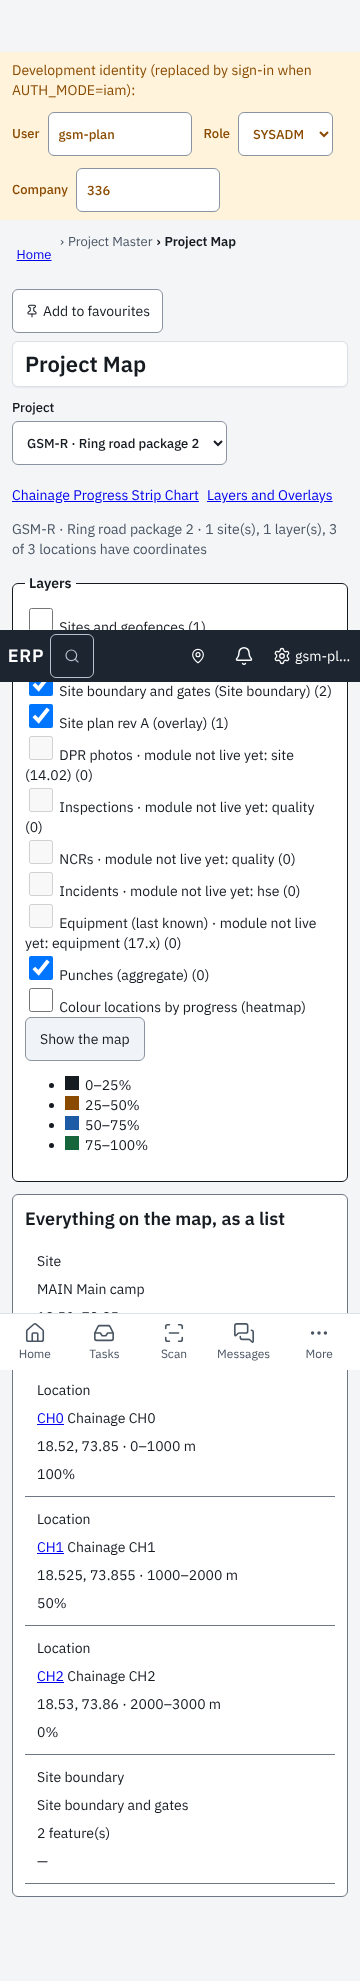 Development identity (replaced by sign-in when
AUTH_MODE=iam):
User gsm-plan Role SYSADM
Company 336
Home › Project Master › Project Map
Add to favourites
Project Map
Project
GSM-R · Ring road package 2
Chainage Progress Strip Chart Layers and Overlays
GSM-R · Ring road package 2 · 1 site(s), 1 layer(s), 3
of 3 locations have coordinates
Layers
Sites and geofences (1)
ERP gsm-pl...
Site boundary and gates (Site boundary) (2)
Site plan rev A (overlay) (1)
DPR photos · module not live yet: site
(14.02) (0)
Inspections · module not live yet: quality
(0)
NCRs · module not live yet: quality (0)
Incidents · module not live yet: hse (0)
Equipment (last known) · module not live
yet: equipment (17.x) (0)
Punches (aggregate) (0)
Colour locations by progress (heatmap)
Show the map
0–25%
25–50%
50–75%
75–100%
Everything on the map, as a list
Site
MAIN Main camp
Home Tasks Scan Messages More
Location
CH0 Chainage CH0
18.52, 73.85 · 0–1000 m
100%
Location
CH1 Chainage CH1
18.525, 73.855 · 1000–2000 m
50%
Location
CH2 Chainage CH2
18.53, 73.86 · 2000–3000 m
0%
Site boundary
Site boundary and gates
2 feature(s)
—